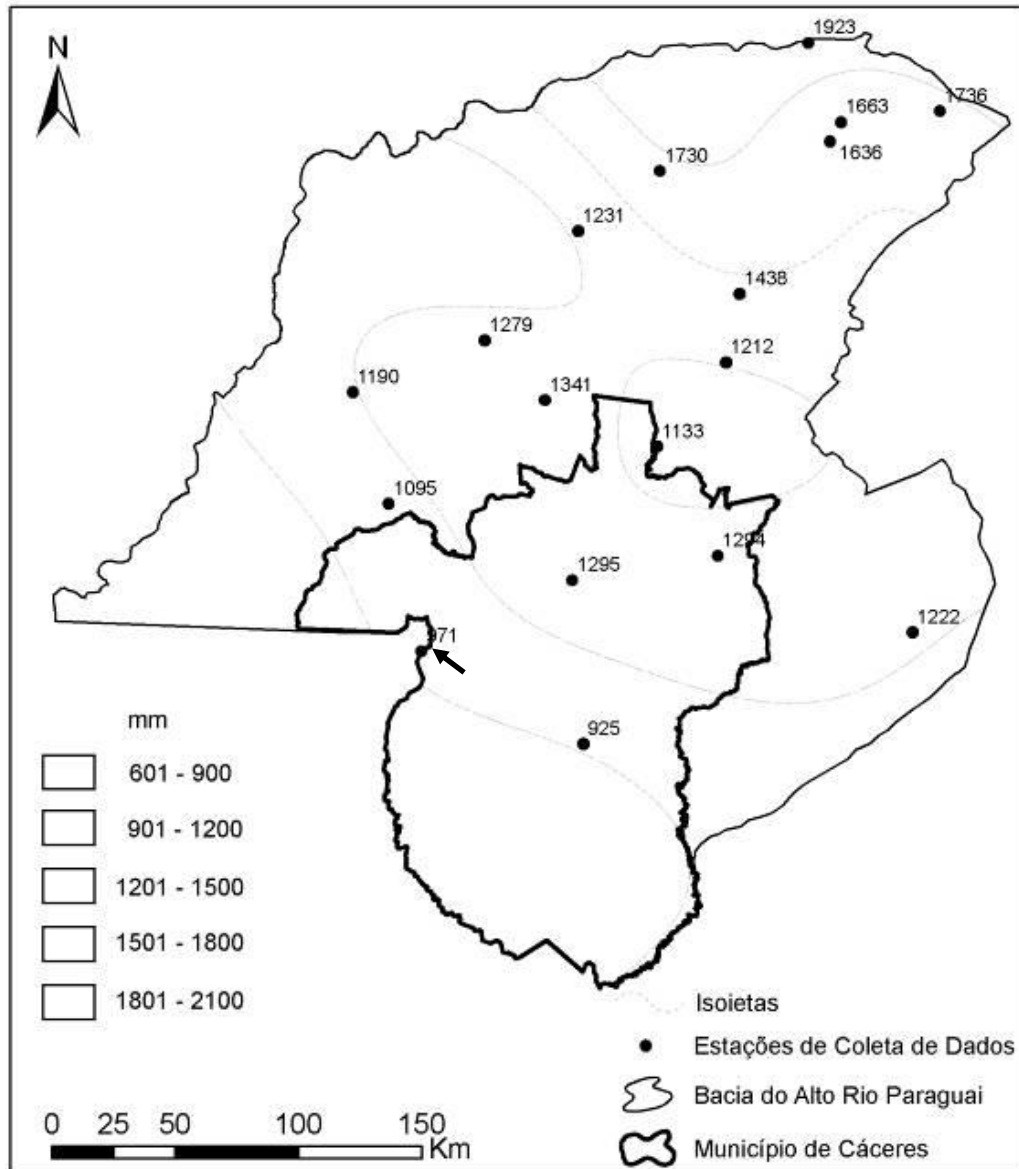 N
1923
1736
1663
1636
1730
1231
1438
1279
1212
1190
1341
1133
1095
1294
1295
1222
971
925
mm
601 - 900
901 - 1200
1201 - 1500
1501 - 1800
1801 - 2100
Isoietas
Estações de Coleta de Dados
Bacia do Alto Rio Paraguai
Município de Cáceres
0 25 50 100 150
Km